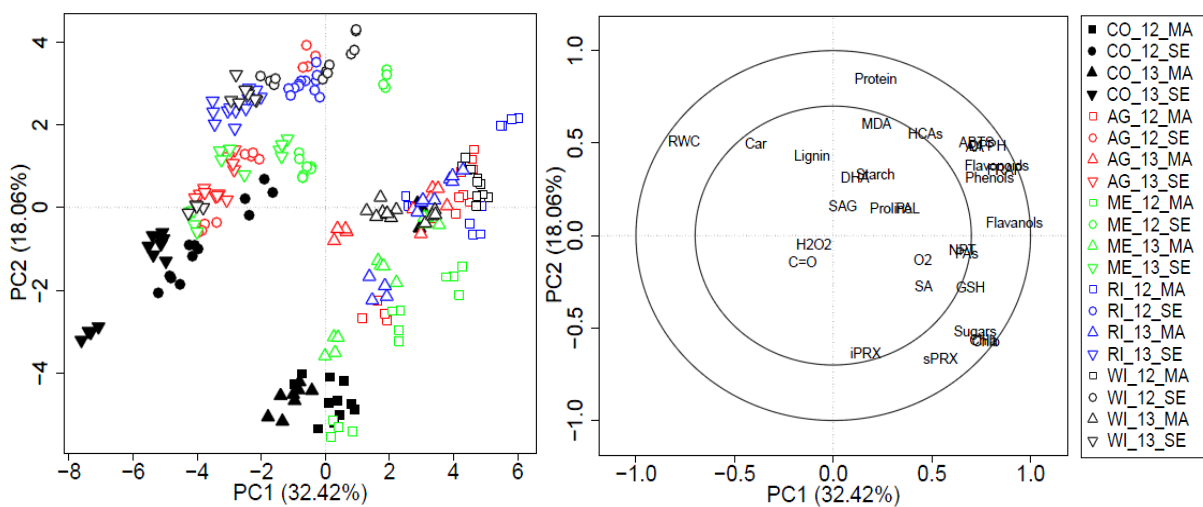 4
2
0
−2
−4
PC2 (18.06%)
−8
−6
−4
−2
0
2
4
6
PC1 (32.42%)
1.0
0.5
0.0
−0.5
−1.0
PC2 (18.06%)
Protein
MDA
HCAs
RWC
Car
ABTS
DPPH
Lignin
Flavonoids
FRAP
DHA
Starch
Phenols
SAG
Proline
PAL
Flavanols
H2O2
NPT
PAs
C=O
O2
SA
GSH
Sugars
iPRX
sPRX
−1.0
−0.5
0.0
0.5
1.0
PC1 (32.42%)
CO_12_MA
CO_12_SE
CO_13_MA
CO_13_SE
AG_12_MA
AG_12_SE
AG_13_MA
AG_13_SE
ME_12_MA
ME_12_SE
ME_13_MA
ME_13_SE
RI_12_MA
RI_12_SE
RI_13_MA
RI_13_SE
WI_12_MA
WI_12_SE
WI_13_MA
WI_13_SE